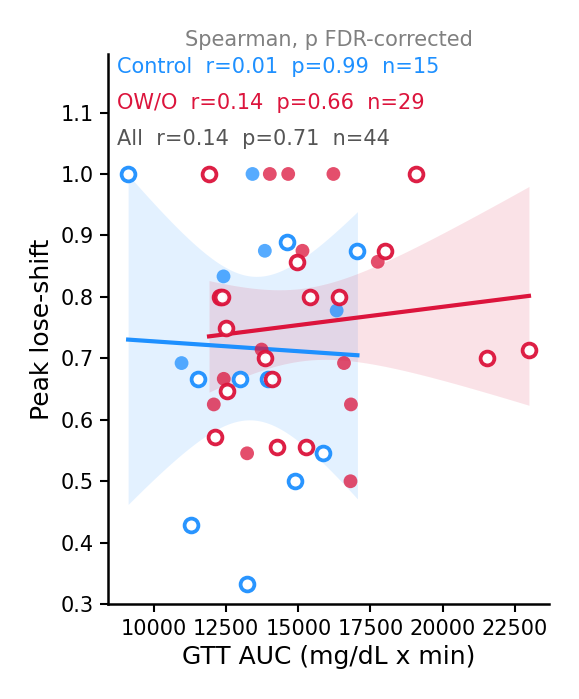 Spearman, p FDR-corrected
Control  r=0.01  p=0.99  n=15
OW/O  r=0.14  p=0.66  n=29
All  r=0.14  p=0.71  n=44
1.1
1.0
0.9
0.8
0.7
0.6
0.5
0.4
0.3
Peak lose-shift
10000 12500 15000 17500 20000 22500
GTT AUC (mg/dL x min)